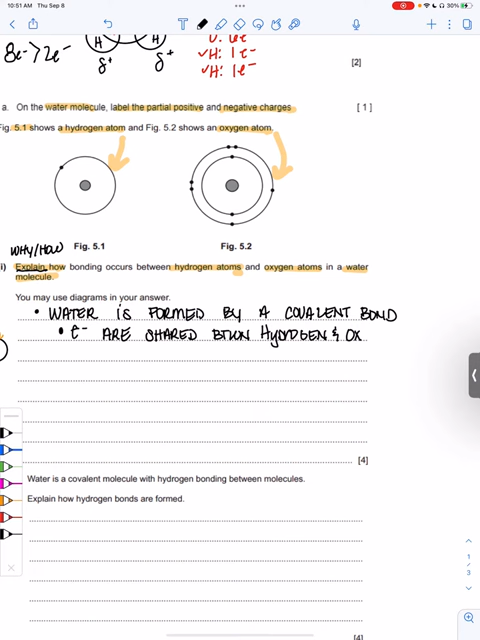 10:51 AM Thu Sep 8
30%
H H
8e- > 2e- δ+ δ+
✓H: 1e-
✓H: 1e-
[2]
a. On the water molecule, label the partial positive and negative charges [ 1 ]
Fig. 5.1 shows a hydrogen atom and Fig. 5.2 shows an oxygen atom.
Fig. 5.1 Fig. 5.2
WHY/HOW
i) Explain how bonding occurs between hydrogen atoms and oxygen atoms in a water
molecule.
You may use diagrams in your answer.
• WATER IS FORMED BY A COVALENT BOND
• e- ARE SHARED BTWN HYDROGEN & OX
[4]
Water is a covalent molecule with hydrogen bonding between molecules.
Explain how hydrogen bonds are formed.
1
/
3
[4]